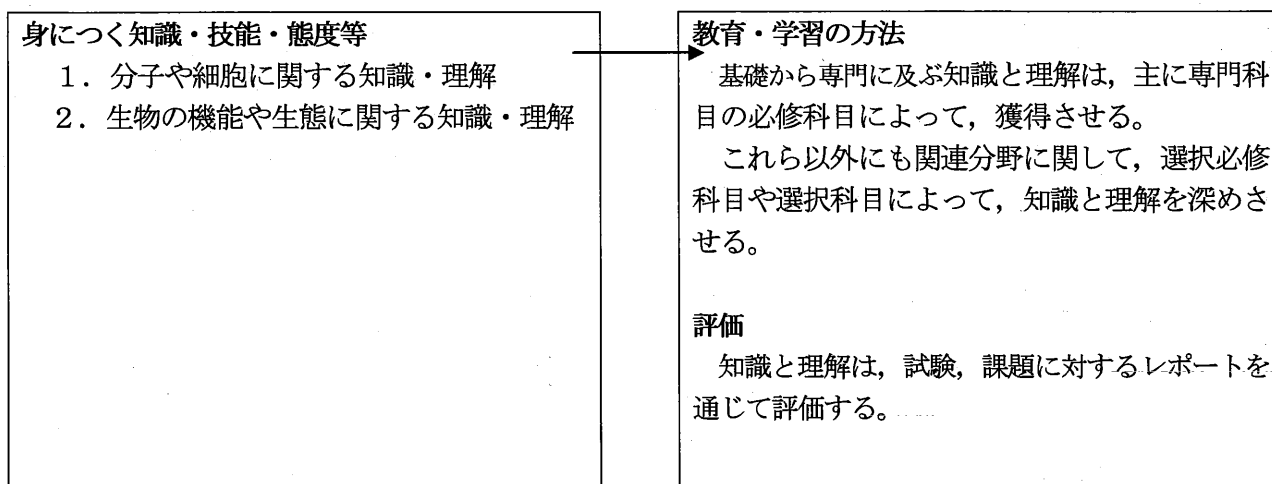 身につく知識・技能・態度等
１．分子や細胞に関する知識・理解
２．生物の機能や生態に関する知識・理解
教育・学習の方法
基礎から専門に及ぶ知識と理解は，主に専門科
目の必修科目によって，獲得させる。
これら以外にも関連分野に関して，選択必修
科目や選択科目によって，知識と理解を深めさ
せる。
評価
知識と理解は，試験，課題に対するレポートを
通じて評価する。